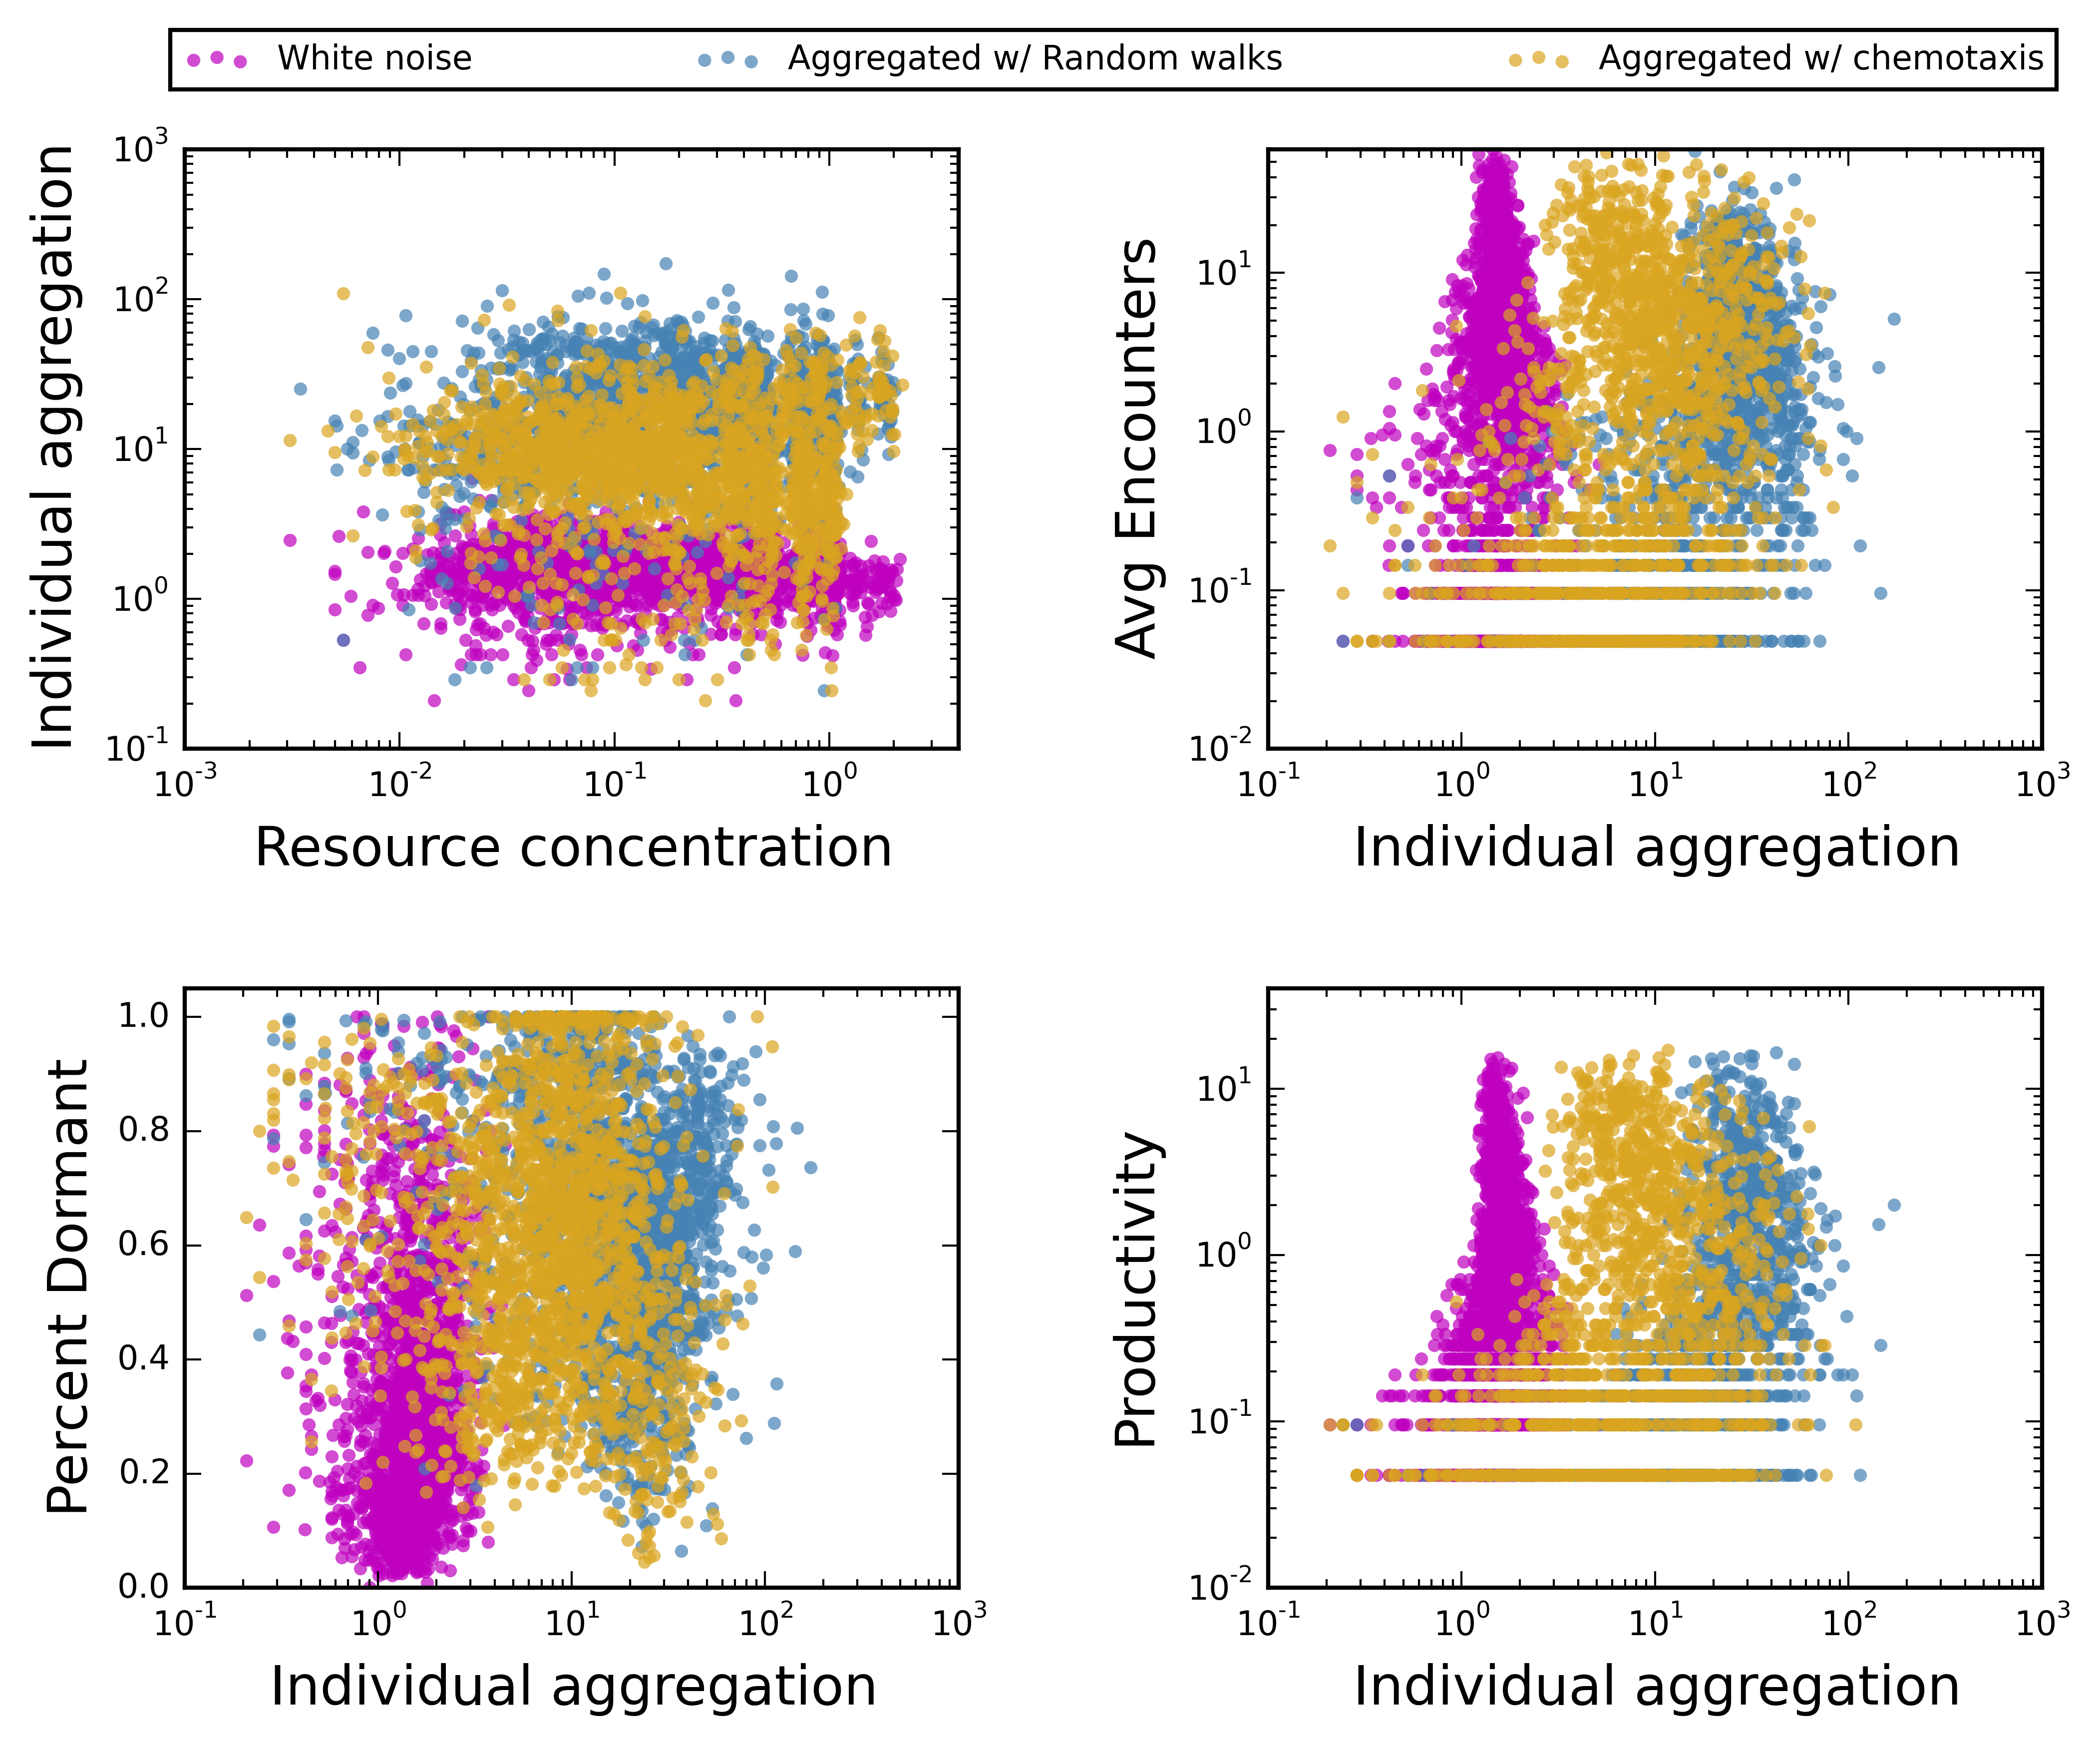 White noise Aggregated w/ Random walks Aggregated w/ chemotaxis
Individual aggregation
10^3
10^2
10^1
10^0
10^-1
10^-3 10^-2 10^-1 10^0
Resource concentration
Avg Encounters
10^1
10^0
10^-1
10^-2
10^-1 10^0 10^1 10^2 10^3
Individual aggregation
Percent Dormant
1.0
0.8
0.6
0.4
0.2
0.0
10^-1 10^0 10^1 10^2 10^3
Individual aggregation
Productivity
10^1
10^0
10^-1
10^-2
10^-1 10^0 10^1 10^2 10^3
Individual aggregation